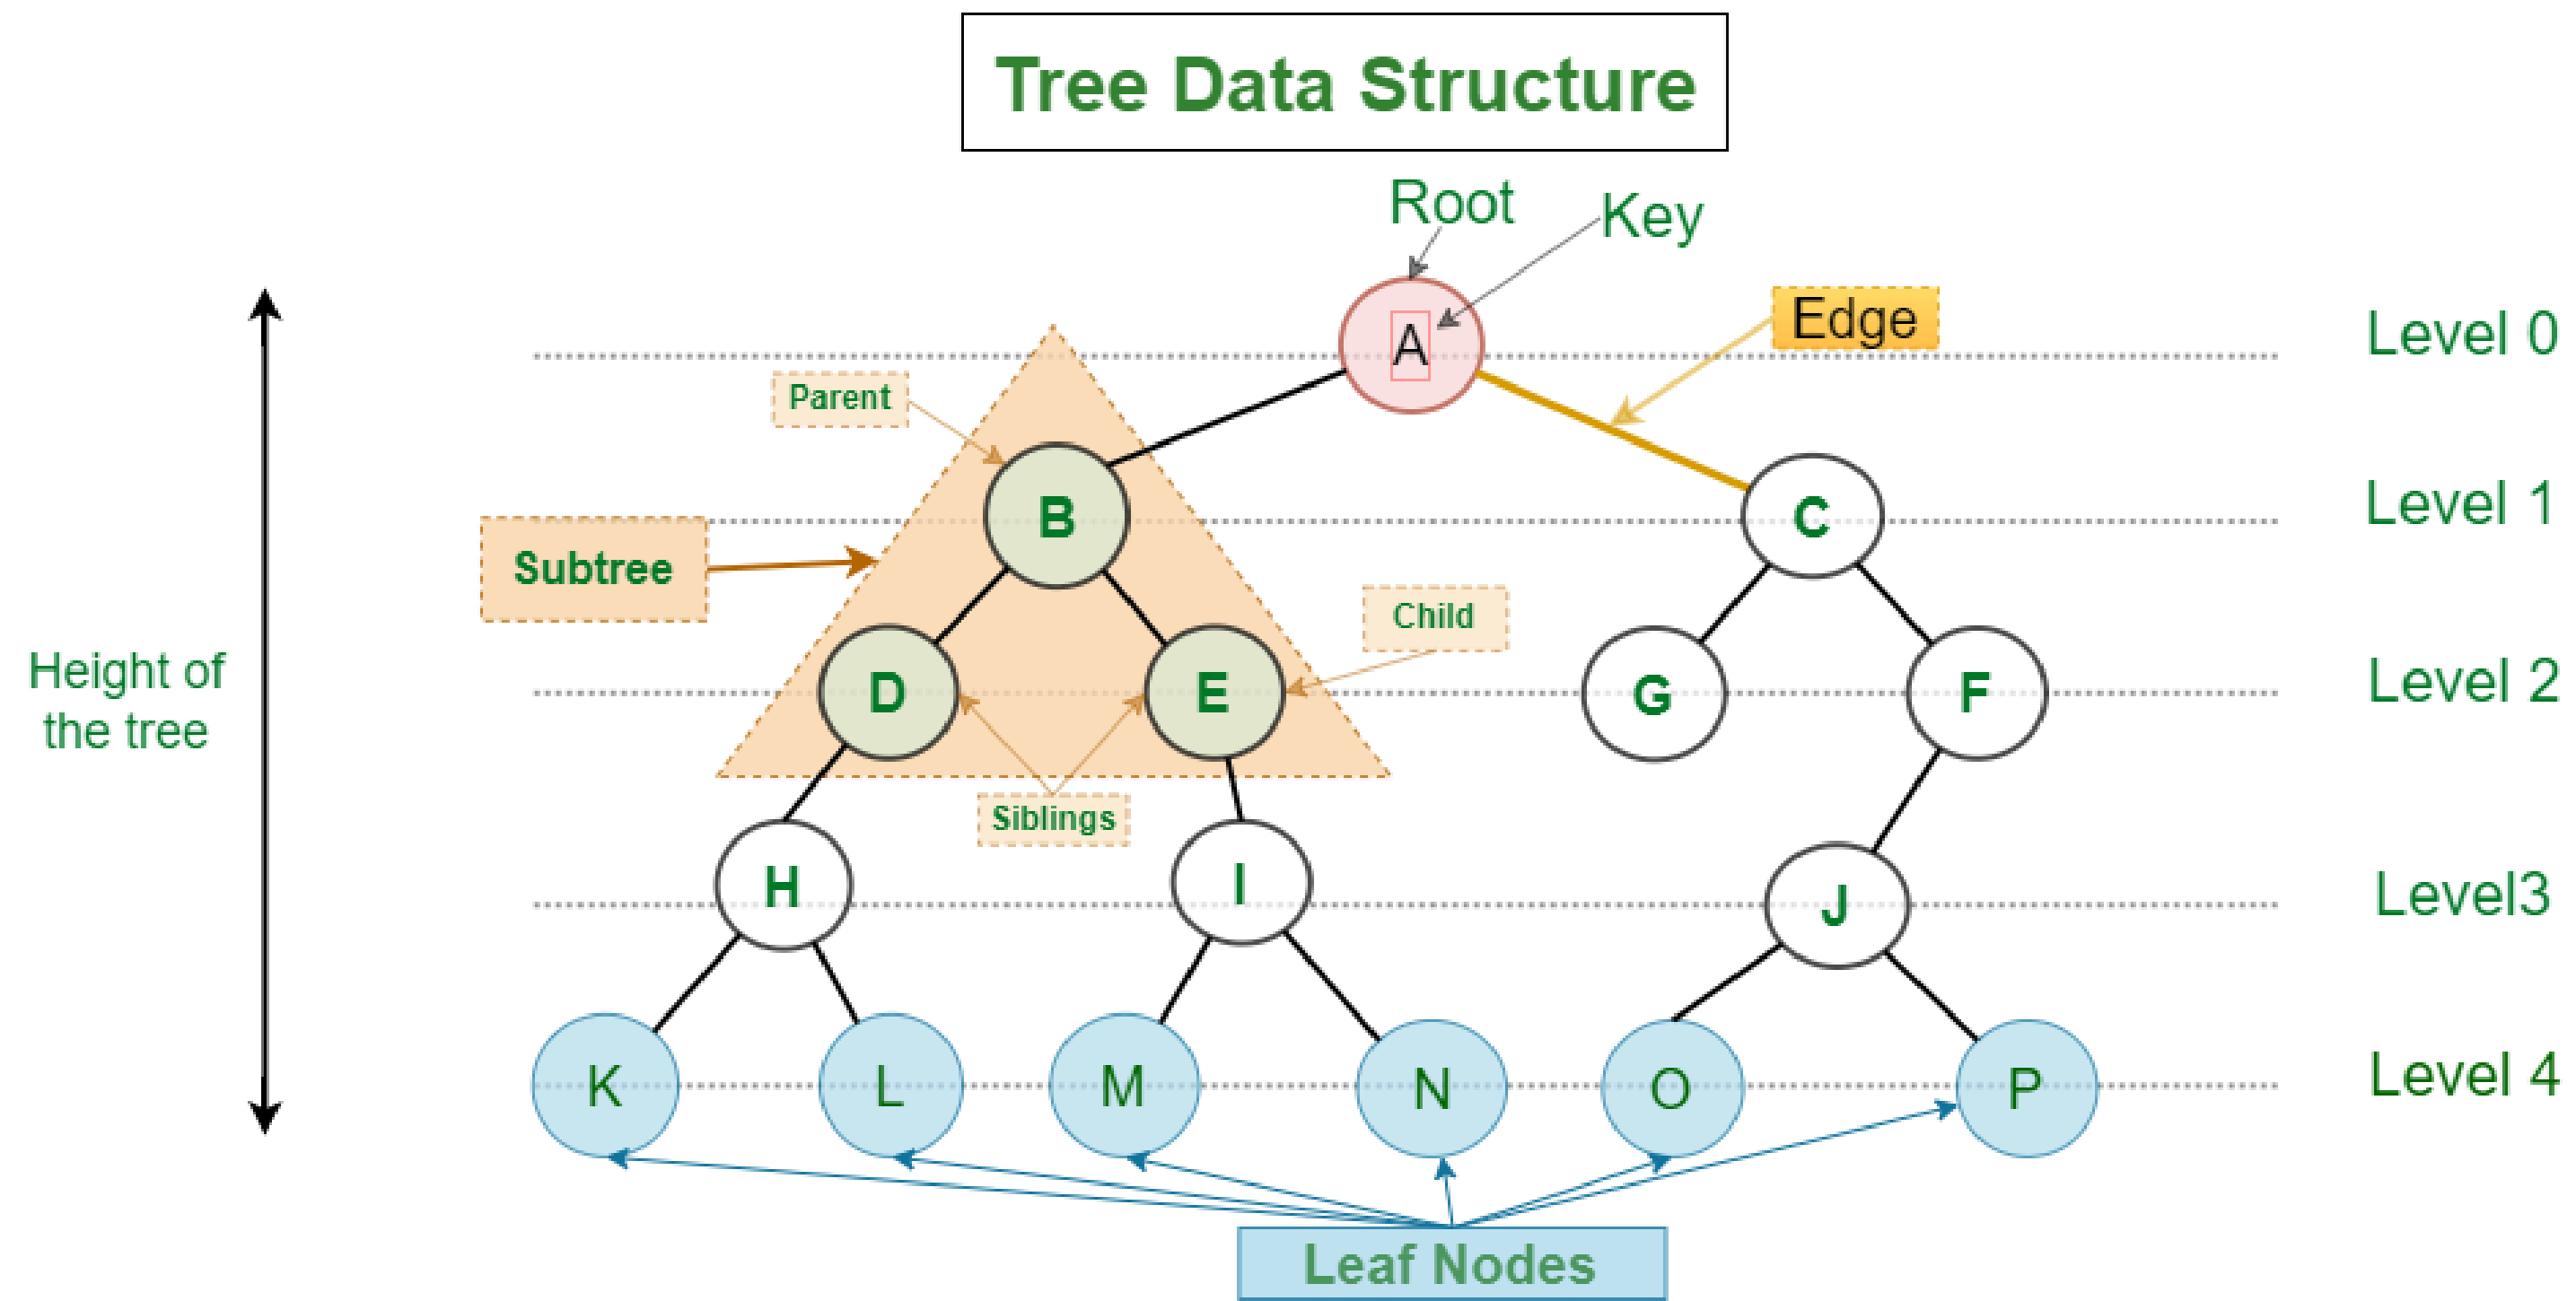 Tree Data Structure
Root
Key
A
Edge
Level 0
Parent
B
C
Level 1
Subtree
Child
Height of
the tree
D
E
G
F
Level 2
Siblings
H
I
J
Level3
K
L
M
N
O
P
Level 4
Leaf Nodes